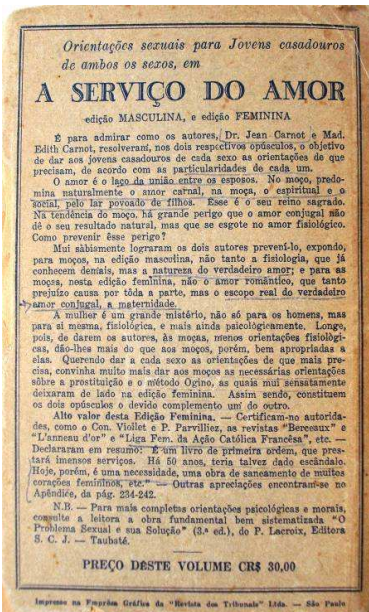 Orientações sexuais para Jovens casadouros
de ambos os sexos, em
A SERVIÇO DO AMOR
edição MASCULINA, e edição FEMININA
É para admirar como os autores, Dr. Jean Carnot e Mad.
Edith Carnot, resolveram, nos dois respectivos opúsculos, o objetivo
de dar aos jovens casadouros de cada sexo as orientações de que
precisam, de acordo com as particularidades de cada um.
O amor é o laço da união entre os esposos. No moço, predo-
mina naturalmente o amor carnal, na moça, o espiritual e o
social, pelo lar povoado de filhos. Esse é o seu reino sagrado.
Na tendência do moço, há grande perigo que o amor conjugal não
dê o seu resultado natural, mas que se esgote no amor fisiológico.
Como prevenir êsse perigo?
Mui sàbiamente lograram os dois autores prevení-lo, expondo,
para moços, na edição masculina, não tanto a fisiologia, que já
conhecem demais, mas a natureza do verdadeiro amor; e para as
moças, nesta edição feminina, não o amor romântico, que tanto
prejuízo causa por tôda a parte, mas o escopo real do verdadeiro
amor conjugal, a maternidade.
A mulher é um grande mistério, não só para os homens, mas
para si mesma, fisiológica, e mais ainda psicològicamente. Longe,
pois, de darem os autores, às moças, menos orientações fisiológi-
cas, dão-lhes mais do que aos moços, porém, bem apropriadas a
elas. Querendo dar a cada sexo as orientações de que mais pre-
cisa, convinha muito mais dar aos moços as necessárias orientações
sôbre a prostituição e o método Ogino, as quais mui sensatamente
deixaram de lado na edição feminina. Assim sendo, constituem
os dois opúsculos o devido complemento um do outro.
Alto valor desta Edição Feminina. — Certificam-no autorida-
des, como o Con. Viollet e P. Parvilliez, as revistas "Berceaux" e
"L'anneau d'or" e "Liga Fem. da Ação Católica Francêsa", etc. —
Declararam em resumo: É um livro de primeira ordem, que pres-
tará imensos serviços. Há 50 anos, teria talvez dado escândalo.
Hoje, porém, é uma necessidade, uma obra de saneamento de muitos
corações femininos, etc." — Outras apreciações encontram-se no
Apêndice, da pág. 234-242.
N.B. — Para mais completas orientações psicológicas e morais,
consulte a leitora a obra fundamental bem sistematizada "O
Problema Sexual e sua Solução" (3.ª ed.), do P. Lacroix, Editora
S. C. J. — Taubaté.
PREÇO DÊSTE VOLUME CR$ 30,00
Impresso na Emprêsa Gráfica da "Revista dos Tribunais" Ltda. — São Paulo